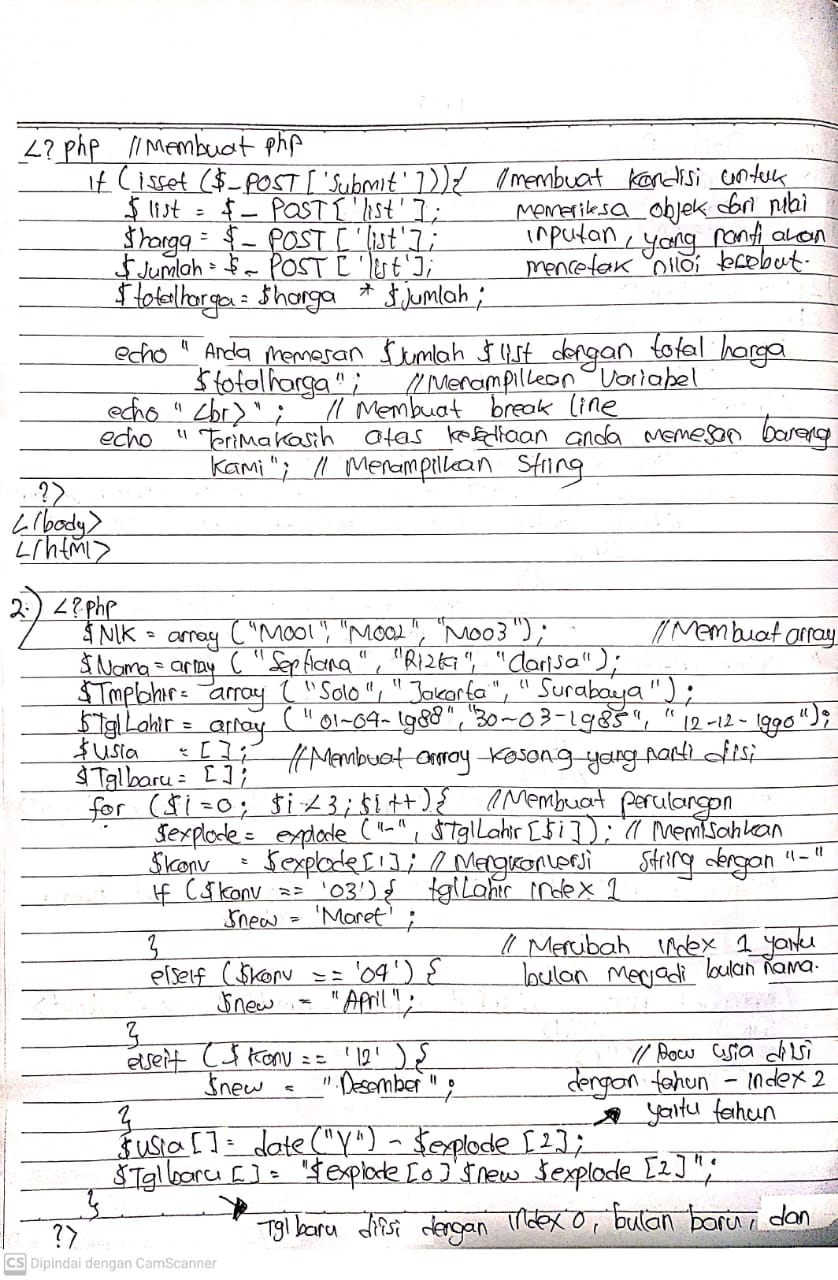 <? php //Membuat php
if (isset ($_POST ['Submit'])){ //membuat kondisi untuk
$ list = $_ POST ['list']; memeriksa objek dari nilai
$harga = $_ POST ['list']; inputan, yang nanti akan
$Jumlah = $_ POST ['list']; mencetak nilai tersebut.
$totalharga = $harga * $jumlah ;
echo " Anda memesan $jumlah $list dengan total harga
$totalharga"; //Menampilkan Variabel
echo " <br> "; // Membuat break line
echo " Terimakasih atas kesediaan anda memesan barang
kami"; // Menampilkan String
?>
</body>
</html>
2.) <?php
$NIK = array ("M001", "M002", "M003"); //Membuat array
$Nama = array ("Septiana", "Rizki", "clarisa");
$Tmplahir = array ("Solo", "Jakarta", "Surabaya");
$TglLahir = array ("01-04-1988", "30-03-1985", "12-12-1990");
$usia = []; //Membuat array kosong yang nanti diisi
$Tglbaru = [];
for ($i=0; $i<3; $i++){ //Membuat perulangan
$explode = explode ("-", $TglLahir [$i]); // Memisahkan
$konv = $explode[1]; // Mengkonversi String dengan "-"
if ($konv == '03'){ tglLahir index 1
$new = 'Maret' ;
} // Merubah index 1 yaitu
elseif ($konv == '04') { bulan menjadi bulan nama.
$new = "April";
}
elseif ($konv == '12' ) { // Baru usia diisi
$new = "Desember"; dengan tahun - index 2
} yaitu tahun
$usia [] = date ("Y") - $explode [2];
$Tglbaru [] = "$explode [0] $new $explode [2]";
}
?> Tgl baru diisi dengan index 0, bulan baru, dan
CS Dipindai dengan CamScanner